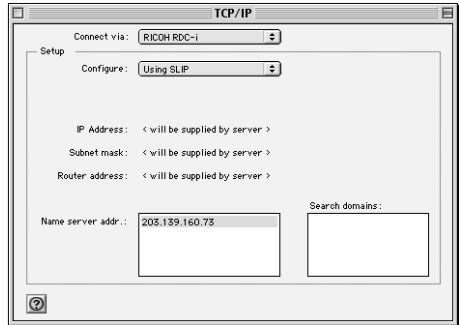 TCP/IP
Connect via: RICOH RDC-i
Setup
Configure: Using SLIP
IP Address: < will be supplied by server >
Subnet mask: < will be supplied by server >
Router address: < will be supplied by server >
Search domains:
Name server addr.: 203.139.160.73
?